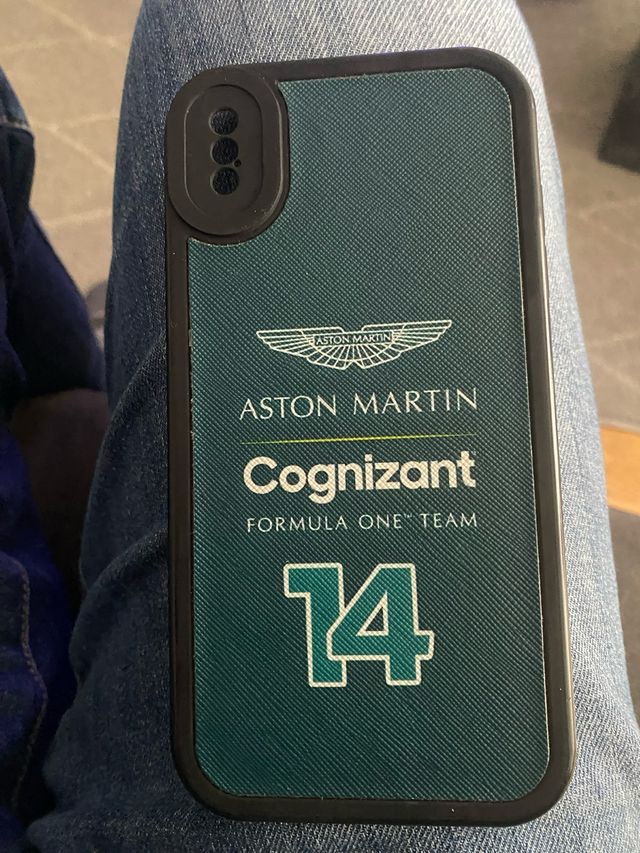 ASTON MARTIN
ASTON MARTIN
Cognizant
FORMULA ONE™ TEAM
14